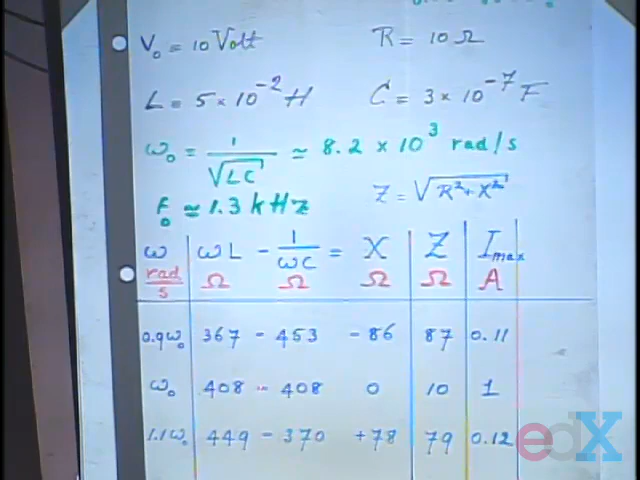 V₀ = 10 Volt R = 10 Ω
L = 5 × 10⁻² H C = 3 × 10⁻⁷ F
ω₀ = 1/√LC ≃ 8.2 × 10³ rad/s
F₀ ≃ 1.3 kHz Z = √R²+X²
ω ωL - 1/ωC = X Z Imax
rad/s Ω Ω Ω Ω A
0.9ω₀ 367 - 453 - 86 87 0.11
ω₀ 408 - 408 0 10 1
1.1ω₀ 449 - 370 +78 79 0.12
edX